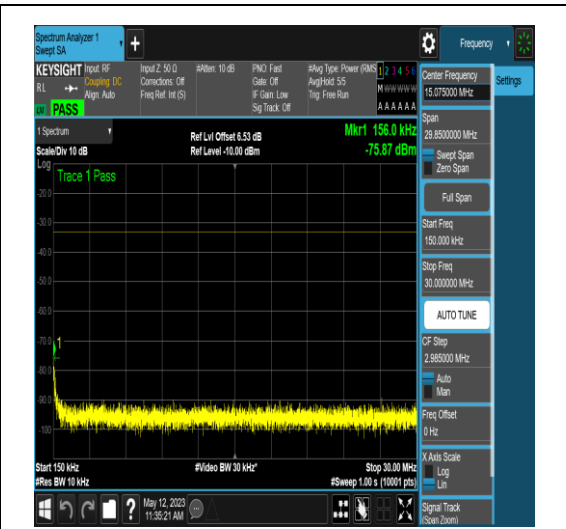 Spectrum Analyzer 1
Swept SA
Frequency
KEYSIGHT
RL
PASS
Input: RF
Coupling: DC
Align: Auto
Input Z: 50 Ω
Corrections: Off
Freq Ref: Int (S)
#Atten: 10 dB
PNO: Fast
Gate: Off
IF Gain: Low
Sig Track: Off
#Avg Type: Power (RMS
Avg|Hold: 5/5
Trig: Free Run
1 2 3 4 5 6
M W W W W W
A A A A A A
Center Frequency
15.075000 MHz
Settings
1 Spectrum
Scale/Div 10 dB
Ref Lvl Offset 6.53 dB
Ref Level -10.00 dBm
Mkr1 156.0 kHz
-75.87 dBm
Log
Trace 1 Pass
-20.0
-30.0
-40.0
-50.0
-60.0
-70.0
-80.0
-90.0
-100
1
Start 150 kHz
#Res BW 10 kHz
#Video BW 30 kHz*
Stop 30.00 MHz
#Sweep 1.00 s (10001 pts)
Span
29.8500000 MHz
Swept Span
Zero Span
Full Span
Start Freq
150.000 kHz
Stop Freq
30.000000 MHz
AUTO TUNE
CF Step
2.985000 MHz
Auto
Man
Freq Offset
0 Hz
X Axis Scale
Log
Lin
Signal Track
(Span Zoom)
?
May 12, 2023
11:35:21 AM